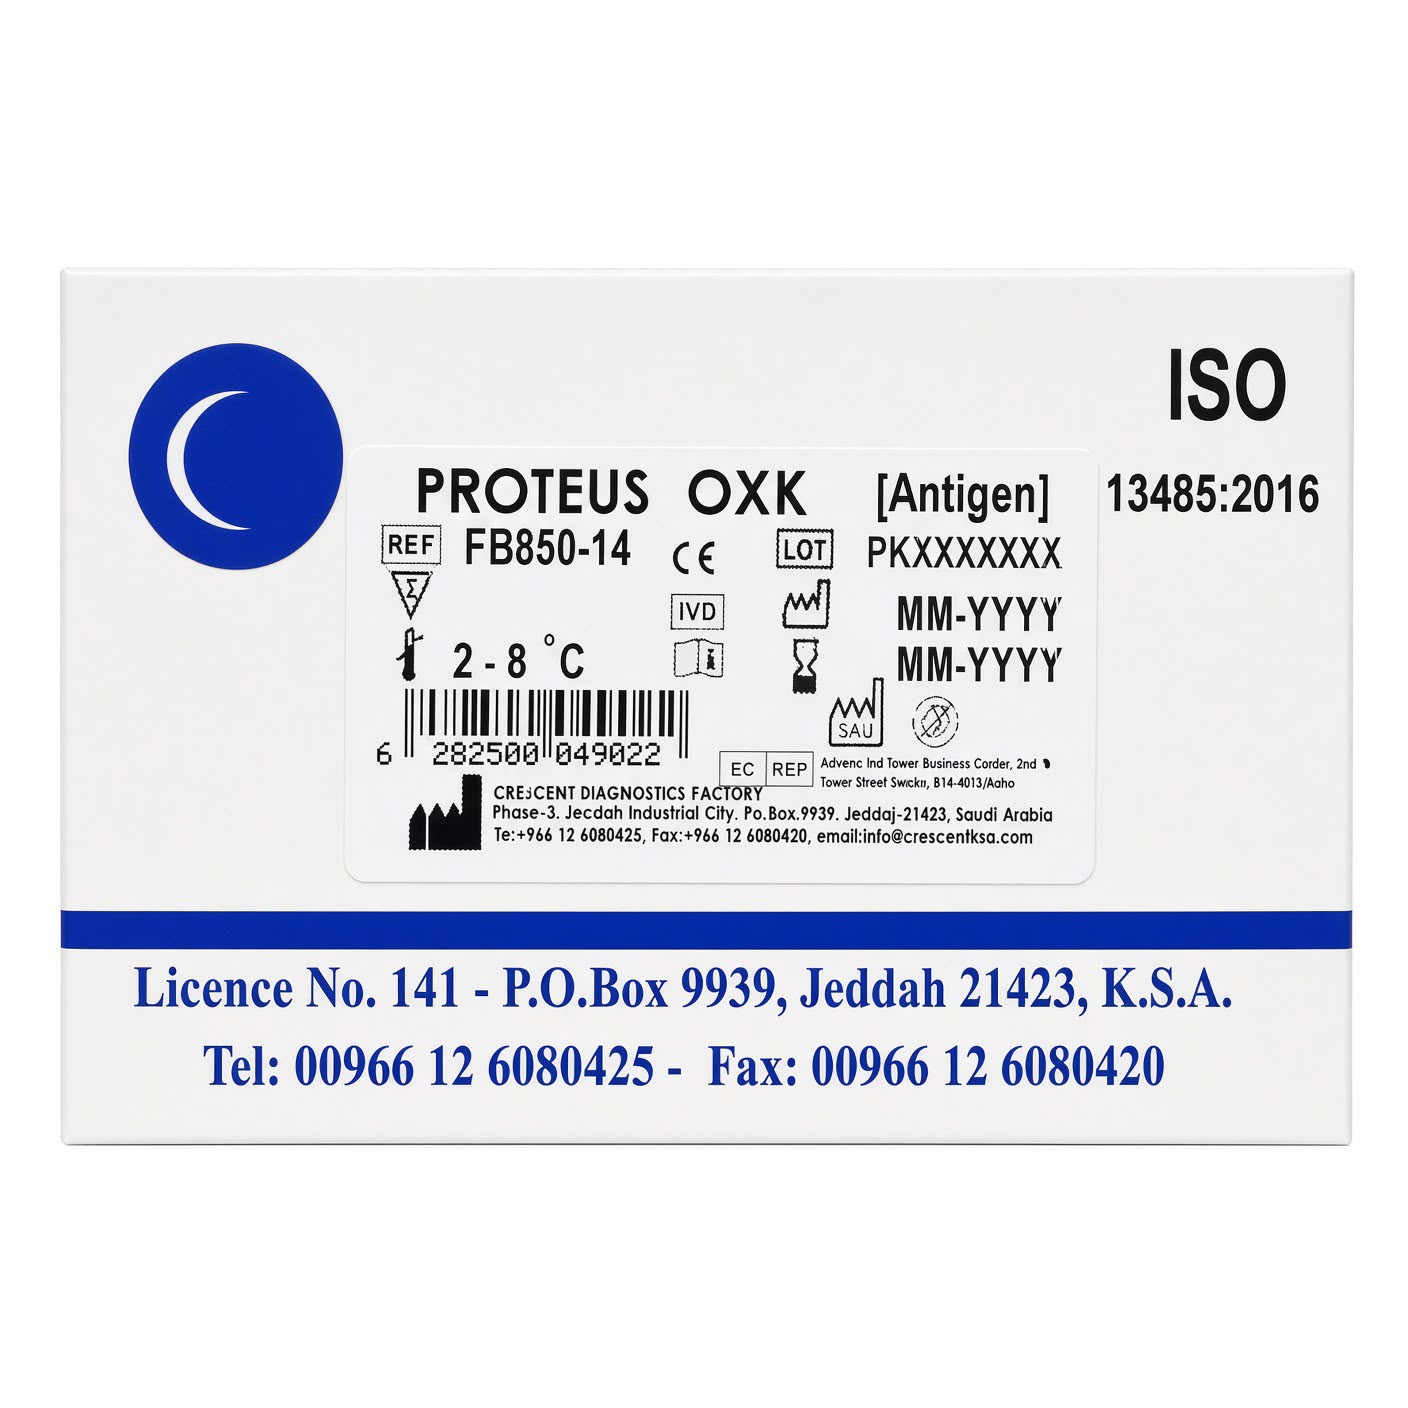 ISO
13485:2016
PROTEUS OXK [Antigen]
REF FB850-14 CE LOT PKXXXXXXX
Σ
IVD MM-YYYY
2 - 8 °C i MM-YYYY
SAU
6 282500 049022
EC REP Advenc Ind Tower Business Corder, 2nd
Tower Street , B14-4013/Aaho
CRESCENT DIAGNOSTICS FACTORY
Phase-3. Jecdah Industrial City. Po.Box.9939. Jeddaj-21423, Saudi Arabia
Te:+966 12 6080425, Fax:+966 12 6080420, email:info@crescentksa.com
Licence No. 141 - P.O.Box 9939, Jeddah 21423, K.S.A.
Tel: 00966 12 6080425 - Fax: 00966 12 6080420